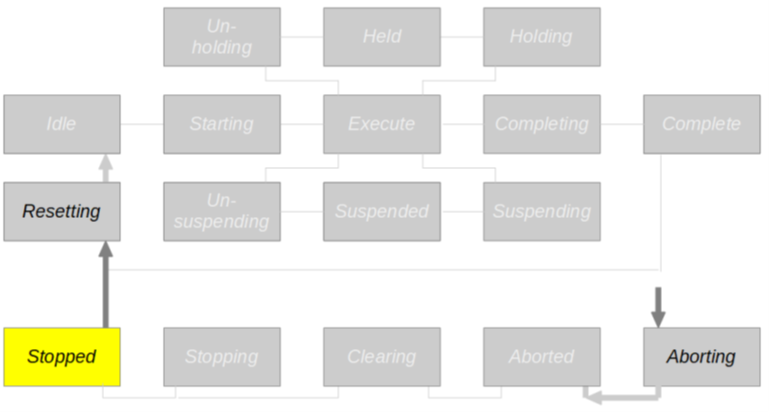 Un-
holding
Held
Holding
Idle
Starting
Execute
Completing
Complete
Resetting
Un-
suspending
Suspended
Suspending
Stopped
Stopping
Clearing
Aborted
Aborting